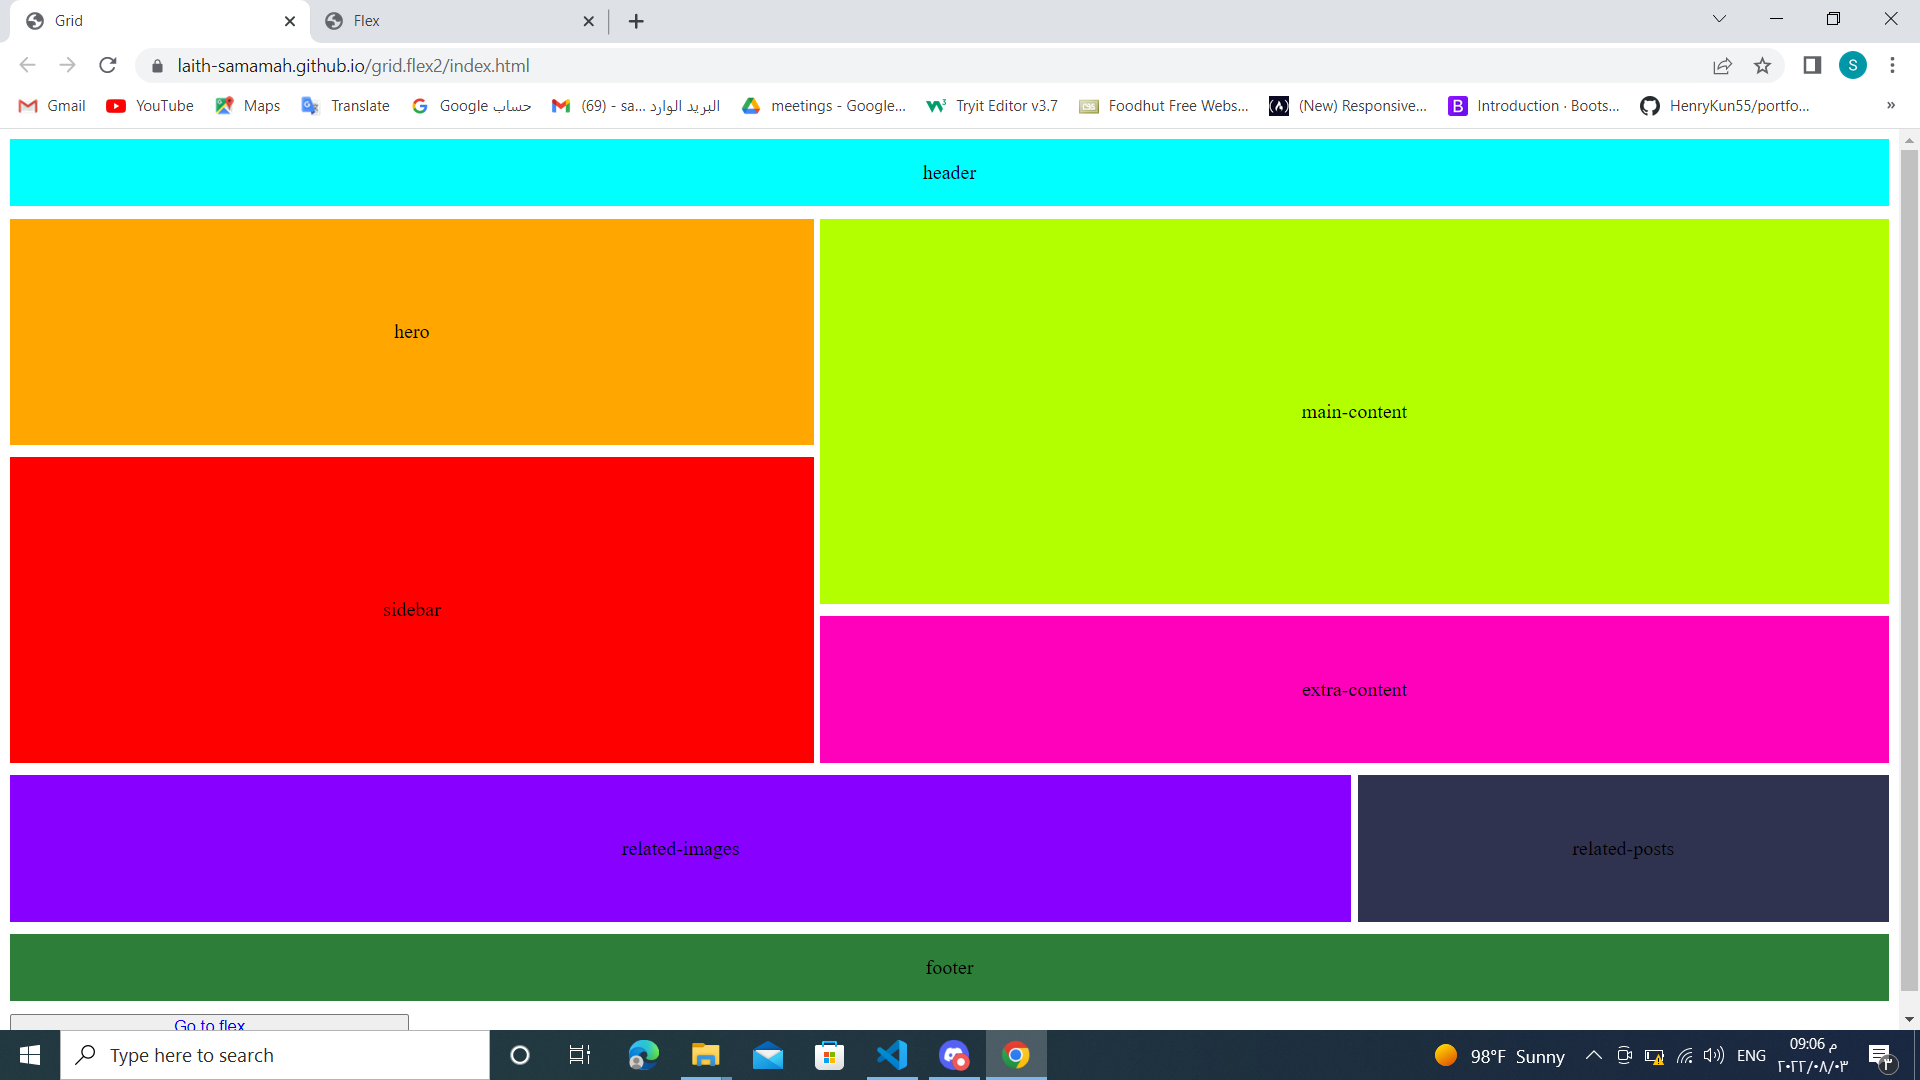 Grid
Flex
laith-samamah.github.io/grid.flex2/index.html
S
Gmail
YouTube
Maps
Translate
حساب Google
البريد الوارد (69) - sa...
meetings - Google...
Tryit Editor v3.7
Foodhut Free Webs...
(New) Responsive...
Introduction · Boots...
HenryKun55/portfo...
»
header
hero
main-content
sidebar
extra-content
related-images
related-posts
footer
Go to flex
Type here to search
98°F Sunny
ENG
09:06 م
٢٠٢٢/٠٨/٠٣
٣